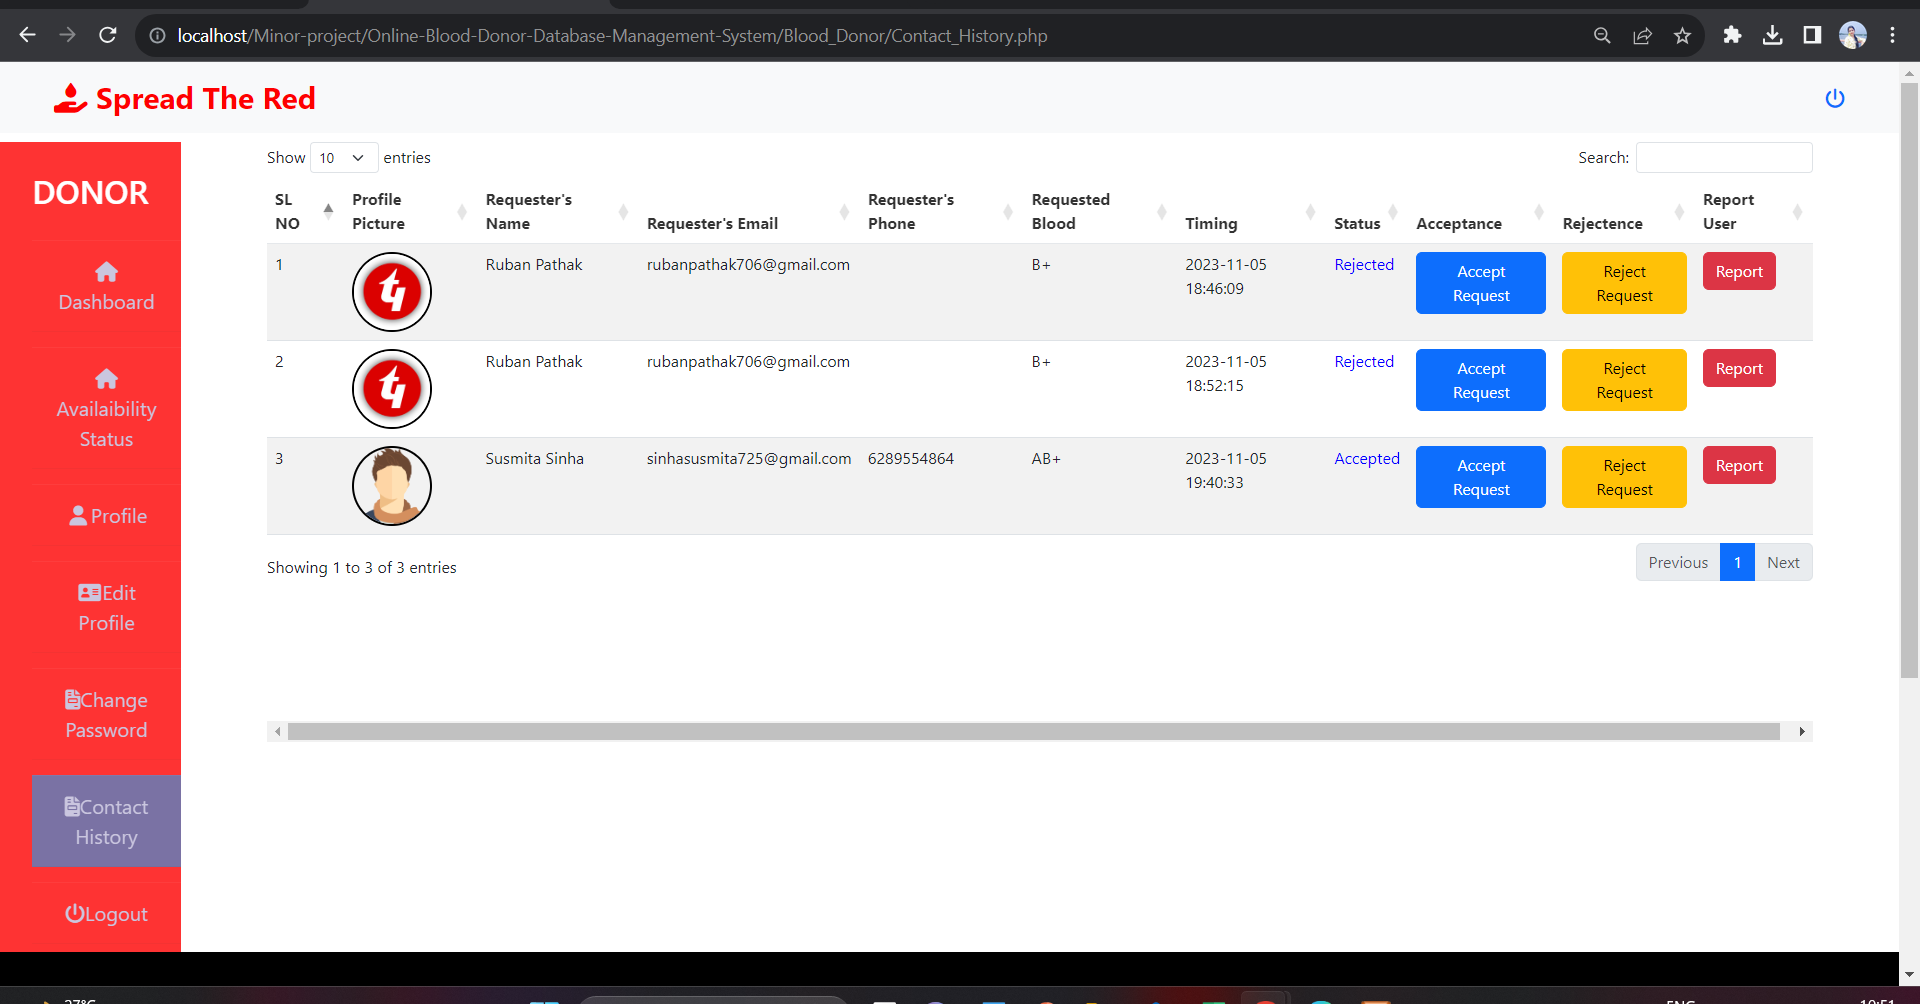 localhost/Minor-project/Online-Blood-Donor-Database-Management-System/Blood_Donor/Contact_History.php
Spread The Red
DONOR
Dashboard
Availaibility
Status
Profile
Edit
Profile
Change
Password
Contact
History
Logout
Show 10 entries Search:
SL NO Profile Picture Requester's Name Requester's Email Requester's Phone Requested Blood Timing Status Acceptance Rejectence Report User
1 Ruban Pathak rubanpathak706@gmail.com B+ 2023-11-05 18:46:09 Rejected Accept Request Reject Request Report
2 Ruban Pathak rubanpathak706@gmail.com B+ 2023-11-05 18:52:15 Rejected Accept Request Reject Request Report
3 Susmita Sinha sinhasusmita725@gmail.com 6289554864 AB+ 2023-11-05 19:40:33 Accepted Accept Request Reject Request Report
Showing 1 to 3 of 3 entries Previous 1 Next